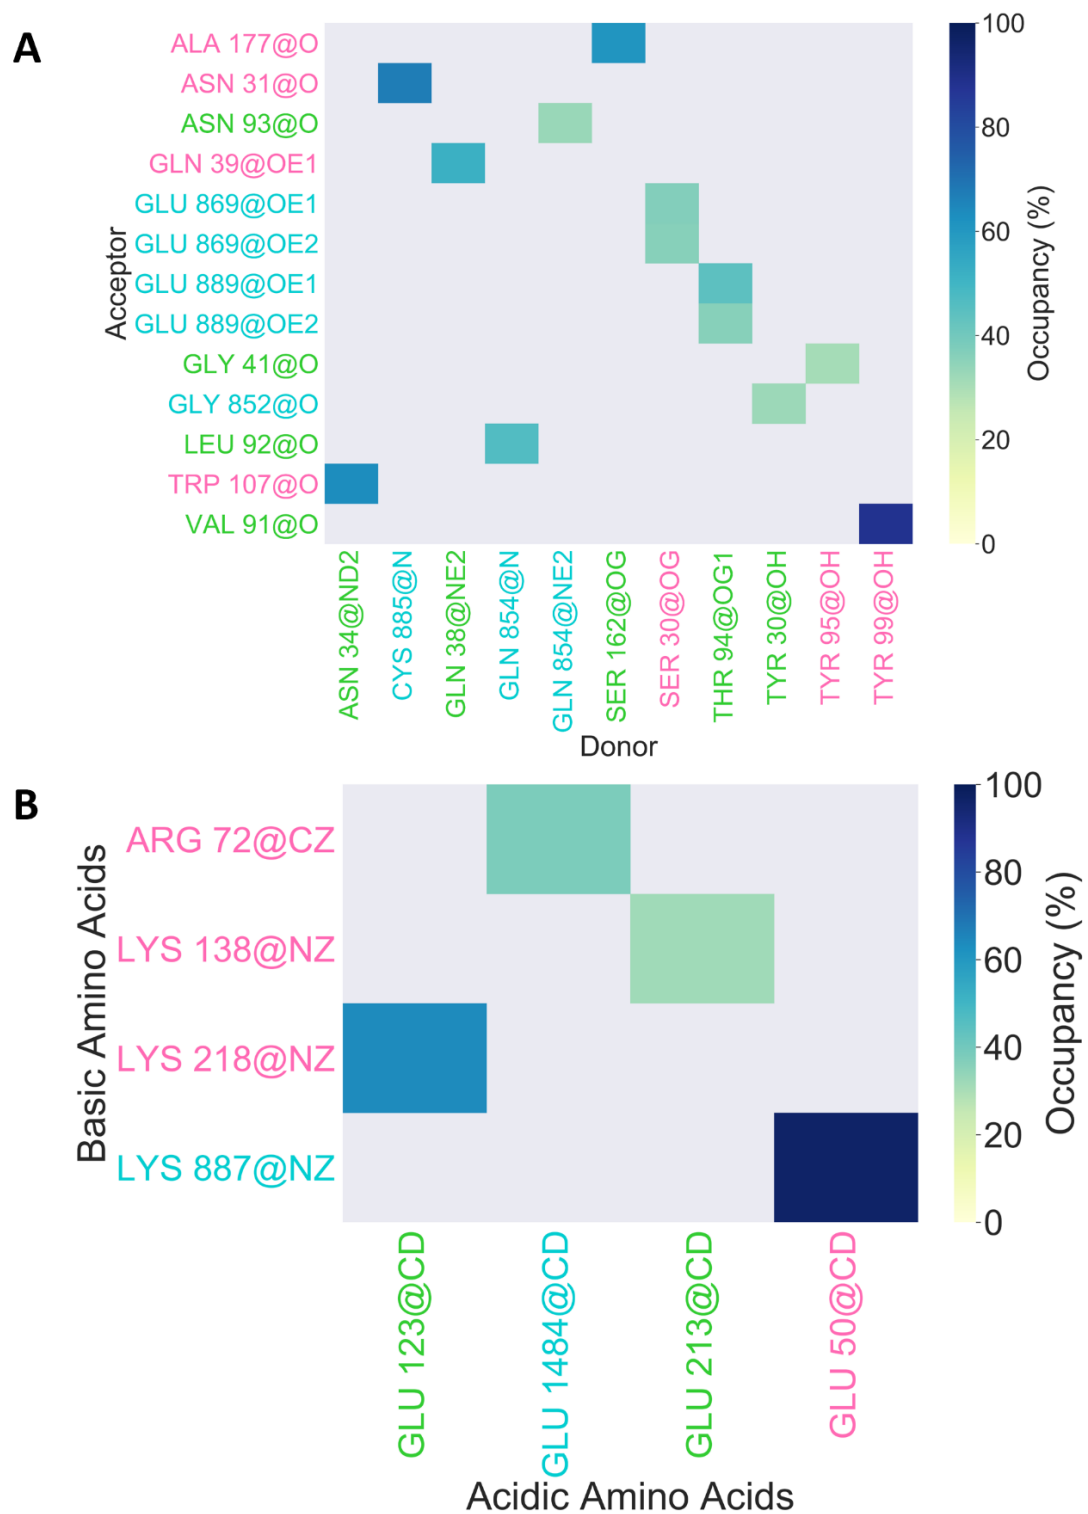 A
Acceptor
ALA 177@O
ASN 31@O
ASN 93@O
GLN 39@OE1
GLU 869@OE1
GLU 869@OE2
GLU 889@OE1
GLU 889@OE2
GLY 41@O
GLY 852@O
LEU 92@O
TRP 107@O
VAL 91@O
ASN 34@ND2
CYS 885@N
GLN 38@NE2
GLN 854@N
GLN 854@NE2
SER 162@OG
SER 30@OG
THR 94@OG1
TYR 30@OH
TYR 95@OH
TYR 99@OH
Donor
100
80
60
40
20
0
Occupancy (%)
B
Basic Amino Acids
ARG 72@CZ
LYS 138@NZ
LYS 218@NZ
LYS 887@NZ
GLU 123@CD
GLU 1484@CD
GLU 213@CD
GLU 50@CD
Acidic Amino Acids
100
80
60
40
20
0
Occupancy (%)